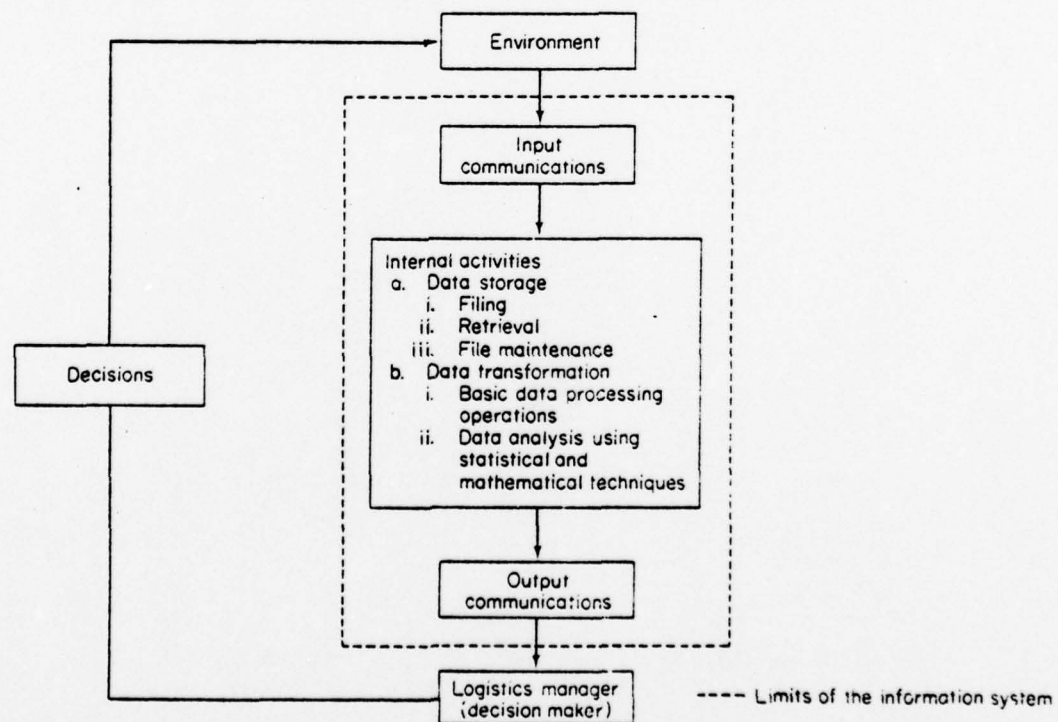 Environment
Input
communications
Internal activities
a. Data storage
i. Filing
ii. Retrieval
iii. File maintenance
b. Data transformation
i. Basic data processing
operations
ii. Data analysis using
statistical and
mathematical techniques
Decisions
Output
communications
Logistics manager
(decision maker)
---- Limits of the information system